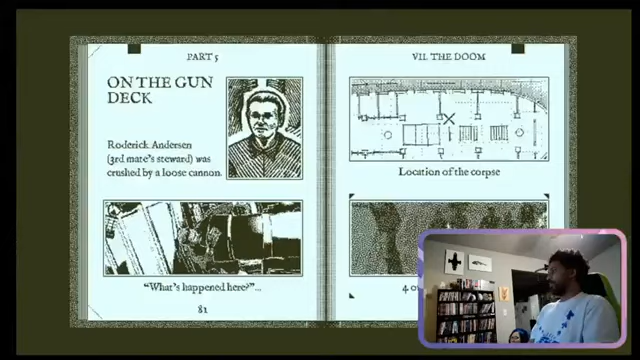 PART 5
ON THE GUN
DECK
Roderick Andersen
(3rd mate's steward) was
crushed by a loose cannon.
"What's happened here?"...
81
VII. THE DOOM
Location of the corpse
4